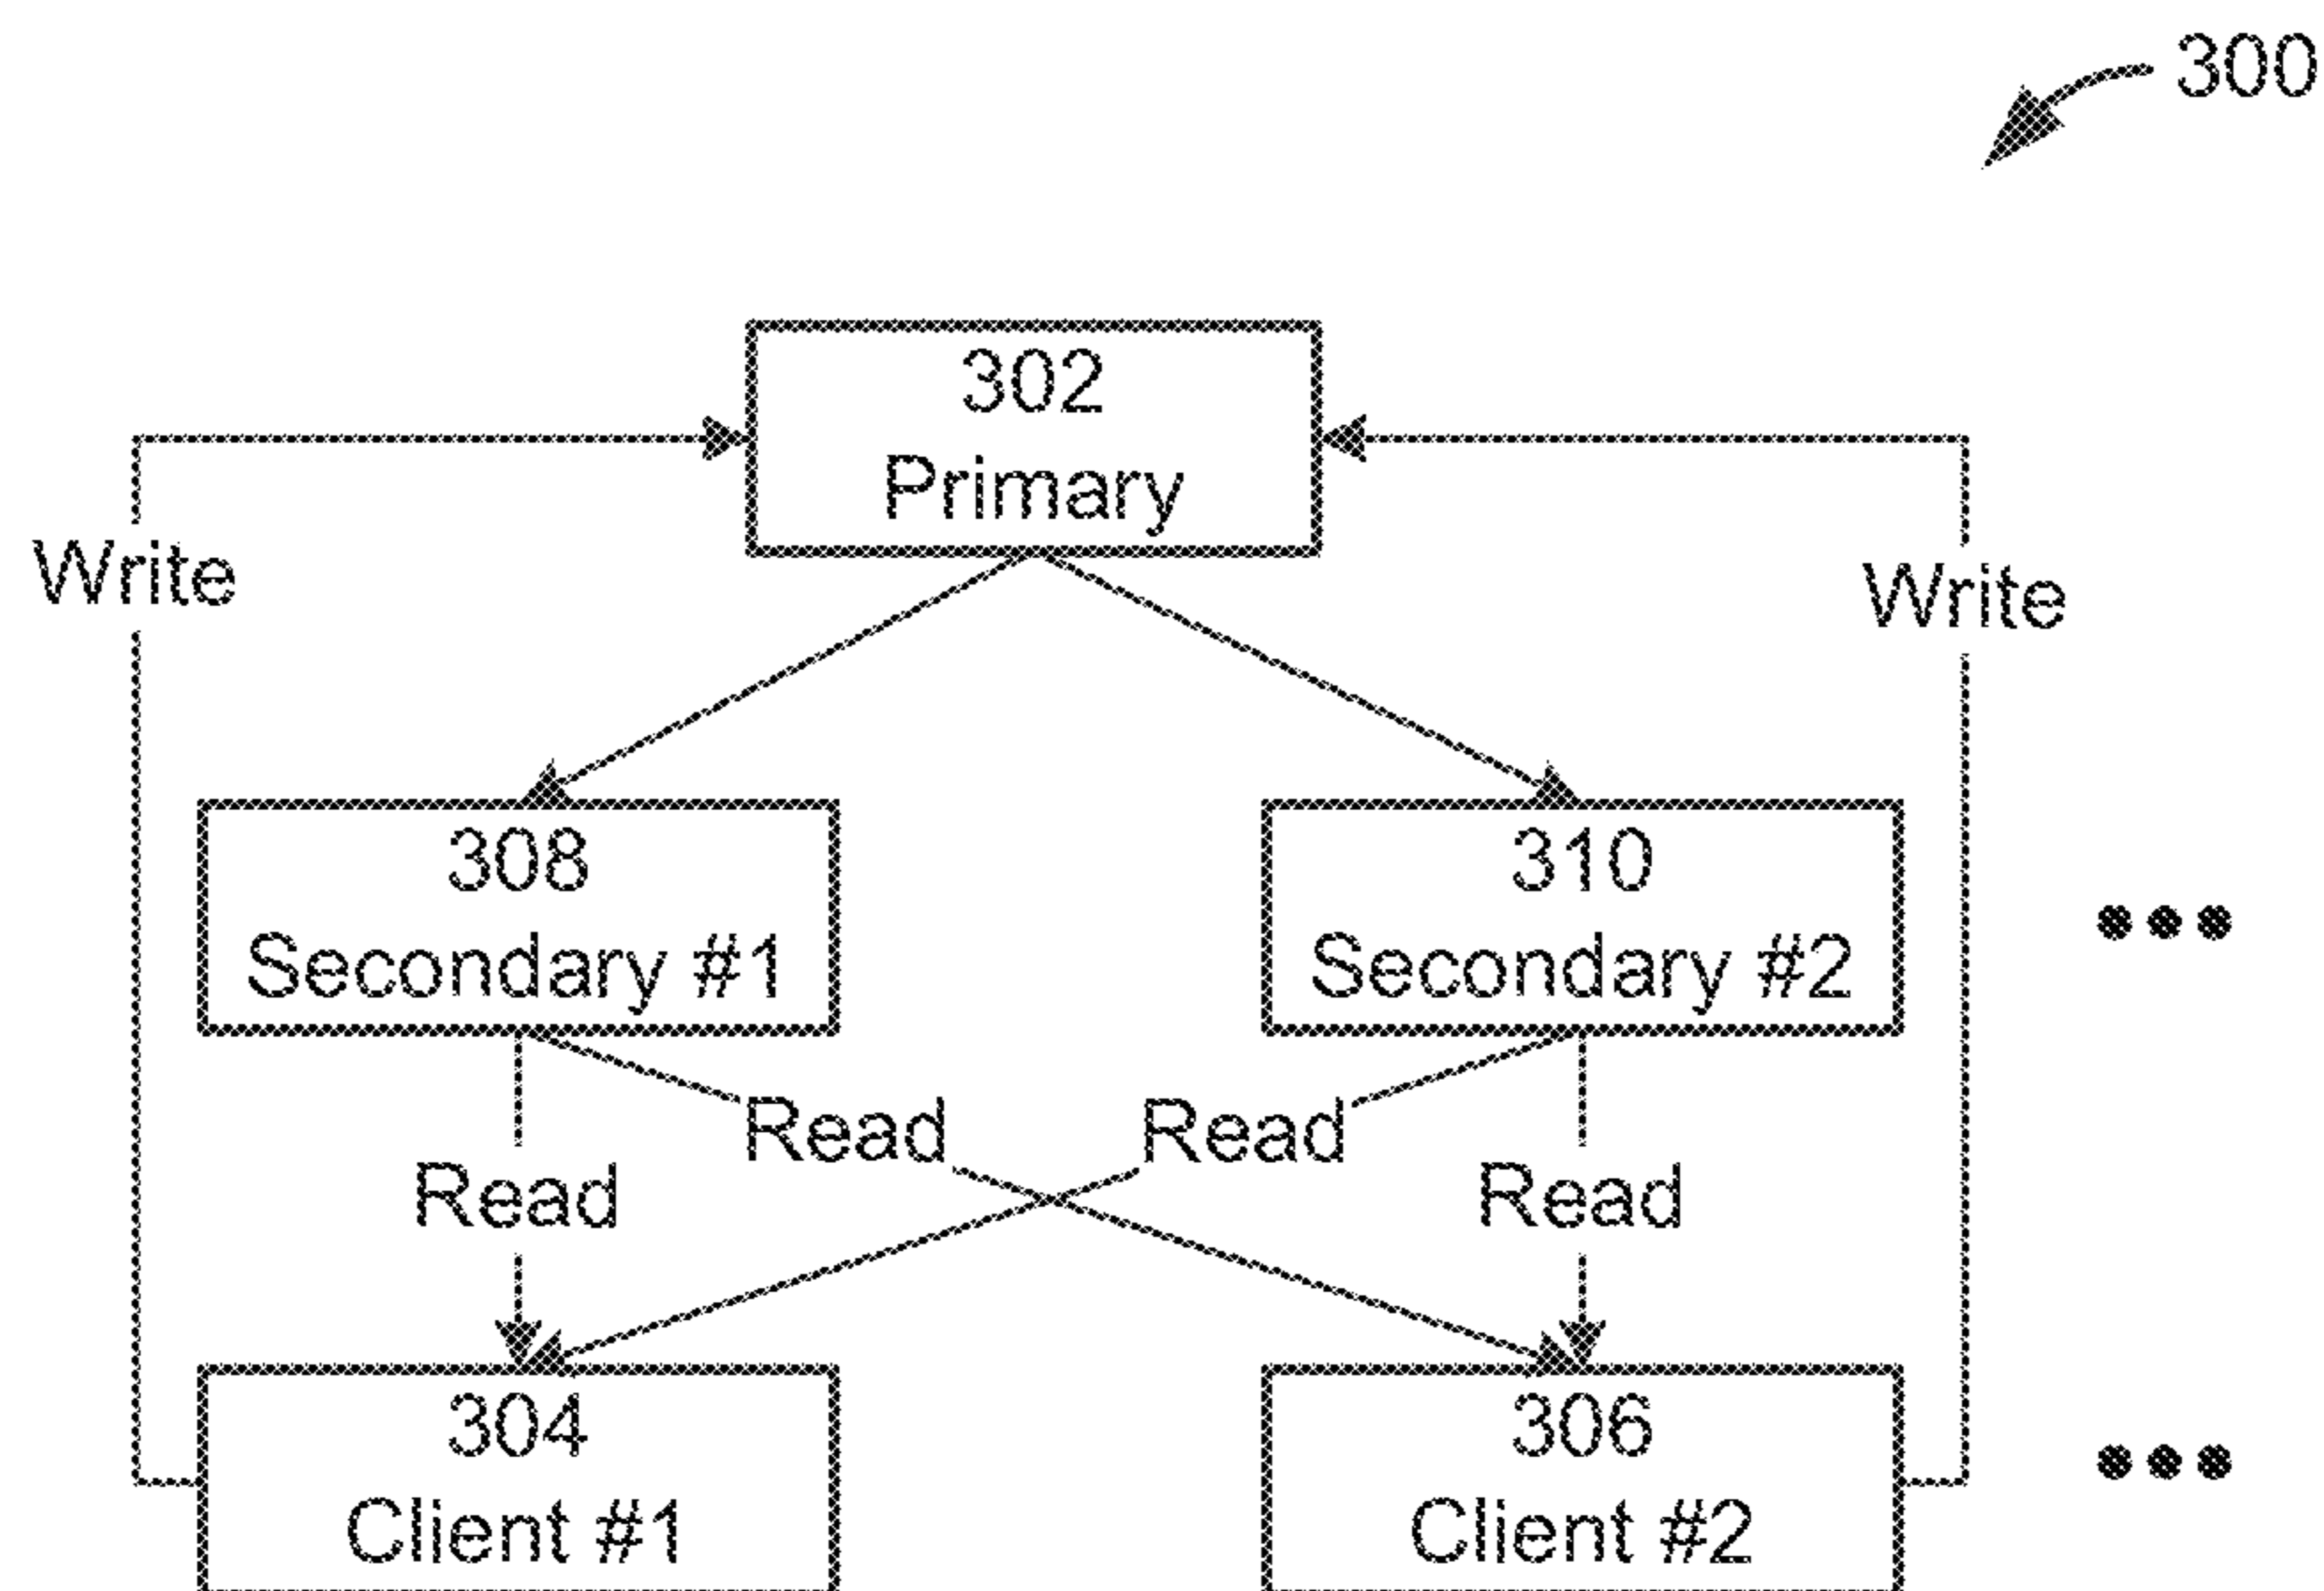 300
302
Primary
Write
Write
308
Secondary #1
310
Secondary #2
Read
Read
Read
Read
304
Client #1
306
Client #2